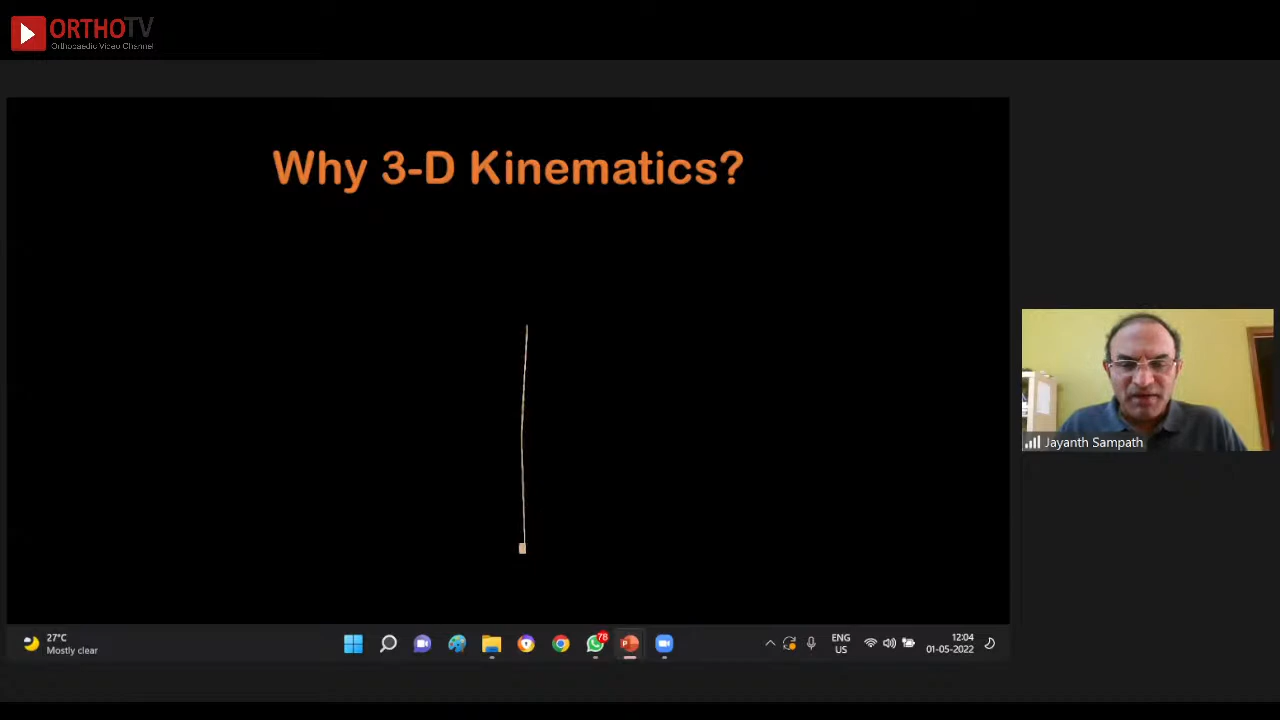 ORTHOTV
Orthopaedic Video Channel
Why 3-D Kinematics?
Jayanth Sampath
27°C
Mostly clear
78
ENG
US
12:04
01-05-2022